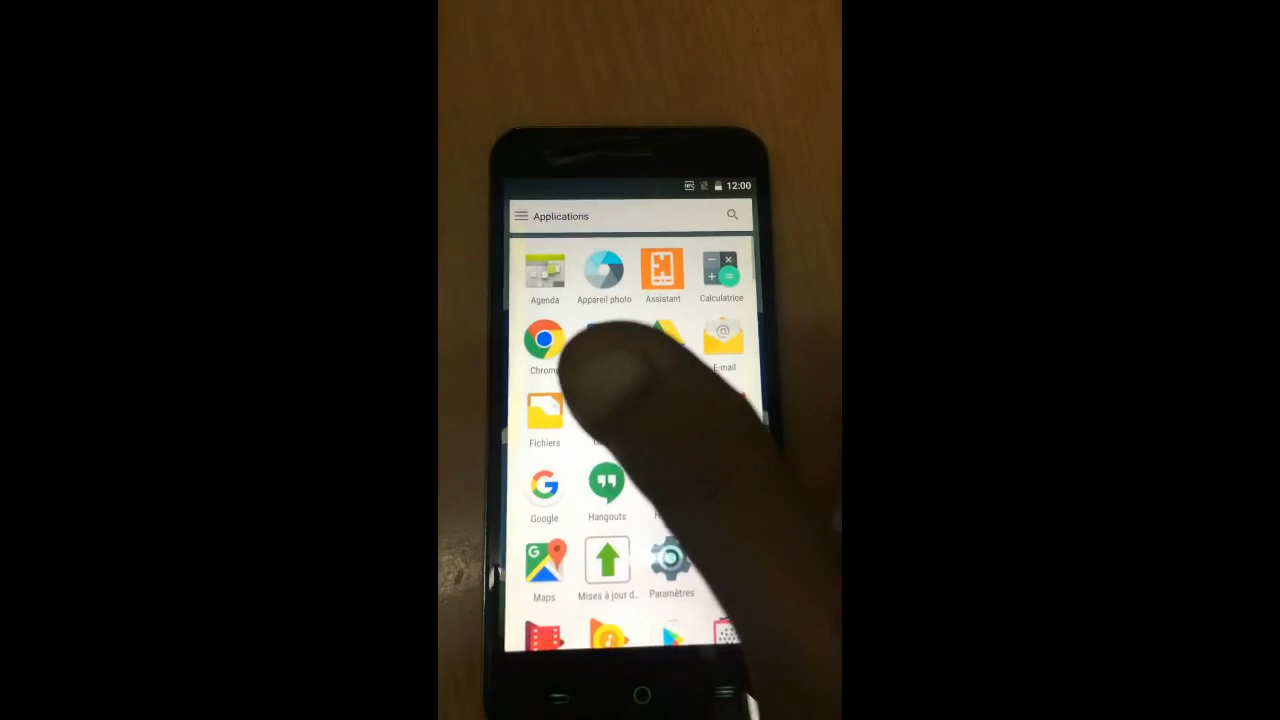 12:00
Applications
Agenda Appareil photo Assistant Calculatrice
Chrome E-mail
Fichiers
Google Hangouts
Maps Mises à jour d.. Paramètres